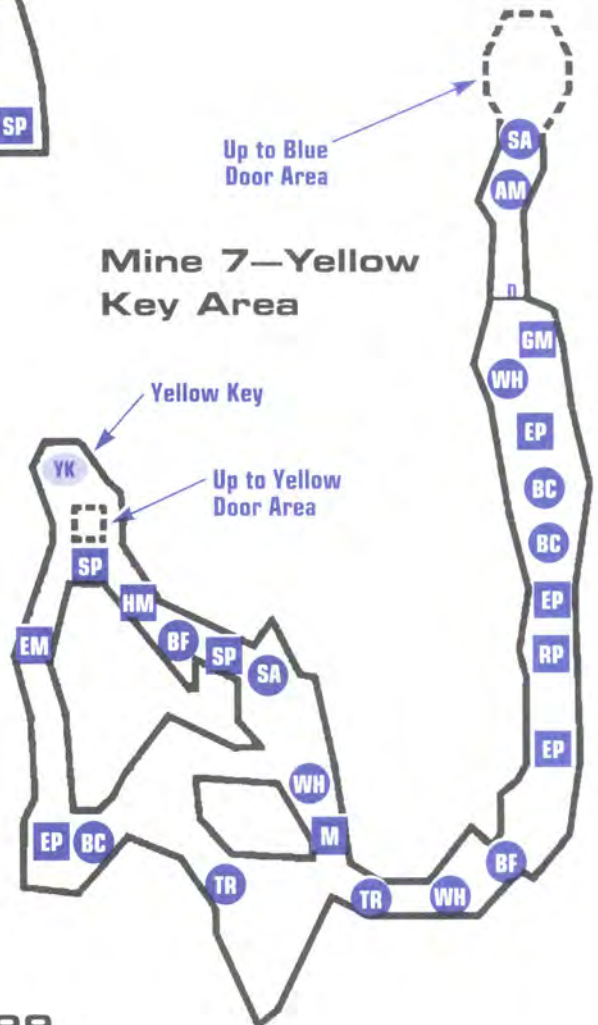 SP
Up to Blue
Door Area
SA
AM
Mine 7—Yellow
Key Area
GM
WH
Yellow Key
EP
YK
Up to Yellow
Door Area
BC
BC
SP
HM
EP
EM
BF
SP
SA
RP
EP
WH
M
EP
BC
BF
TR
TR
WH